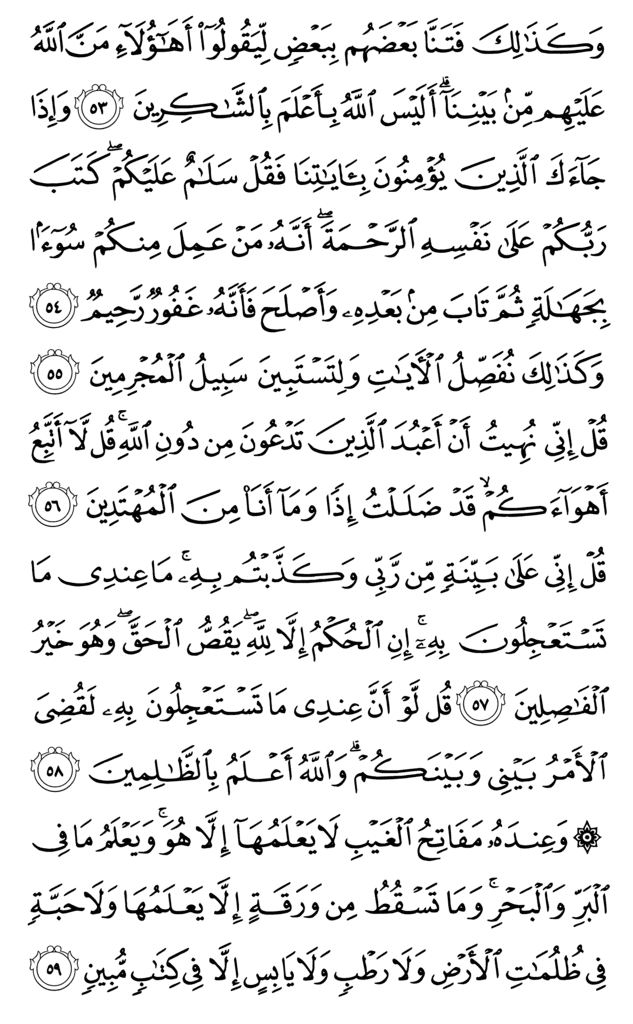 وَكَذَٰلِكَ فَتَنَّا بَعْضَهُم بِبَعْضٍ لِّيَقُولُوٓا۟ أَهَٰٓؤُلَآءِ مَنَّ ٱللَّهُ
عَلَيْهِم مِّنۢ بَيْنِنَآ ۗ أَلَيْسَ ٱللَّهُ بِأَعْلَمَ بِٱلشَّٰكِرِينَ ٥٣ وَإِذَا
جَآءَكَ ٱلَّذِينَ يُؤْمِنُونَ بِـَٔايَٰتِنَا فَقُلْ سَلَٰمٌ عَلَيْكُمْ ۖ كَتَبَ
رَبُّكُمْ عَلَىٰ نَفْسِهِ ٱلرَّحْمَةَ ۖ أَنَّهُۥ مَنْ عَمِلَ مِنكُمْ سُوٓءًۢا
بِجَهَٰلَةٍ ثُمَّ تَابَ مِنۢ بَعْدِهِۦ وَأَصْلَحَ فَأَنَّهُۥ غَفُورٌ رَّحِيمٌ ٥٤
وَكَذَٰلِكَ نُفَصِّلُ ٱلْـَٔايَٰتِ وَلِتَسْتَبِينَ سَبِيلُ ٱلْمُجْرِمِينَ ٥٥
قُلْ إِنِّى نُهِيتُ أَنْ أَعْبُدَ ٱلَّذِينَ تَدْعُونَ مِن دُونِ ٱللَّهِ ۚ قُل لَّآ أَتَّبِعُ
أَهْوَآءَكُمْ ۙ قَدْ ضَلَلْتُ إِذًا وَمَآ أَنَا۠ مِنَ ٱلْمُهْتَدِينَ ٥٦
قُلْ إِنِّى عَلَىٰ بَيِّنَةٍ مِّن رَّبِّى وَكَذَّبْتُم بِهِۦ ۚ مَا عِندِى مَا
تَسْتَعْجِلُونَ بِهِۦٓ ۚ إِنِ ٱلْحُكْمُ إِلَّا لِلَّهِ ۖ يَقُصُّ ٱلْحَقَّ ۖ وَهُوَ خَيْرُ
ٱلْفَٰصِلِينَ ٥٧ قُل لَّوْ أَنَّ عِندِى مَا تَسْتَعْجِلُونَ بِهِۦ لَقُضِىَ
ٱلْأَمْرُ بَيْنِى وَبَيْنَكُمْ ۗ وَٱللَّهُ أَعْلَمُ بِٱلظَّٰلِمِينَ ٥٨
۞ وَعِندَهُۥ مَفَاتِحُ ٱلْغَيْبِ لَا يَعْلَمُهَآ إِلَّا هُوَ ۚ وَيَعْلَمُ مَا فِى
ٱلْبَرِّ وَٱلْبَحْرِ ۚ وَمَا تَسْقُطُ مِن وَرَقَةٍ إِلَّا يَعْلَمُهَا وَلَا حَبَّةٍ
فِى ظُلُمَٰتِ ٱلْأَرْضِ وَلَا رَطْبٍ وَلَا يَابِسٍ إِلَّا فِى كِتَٰبٍ مُّبِينٍ ٥٩